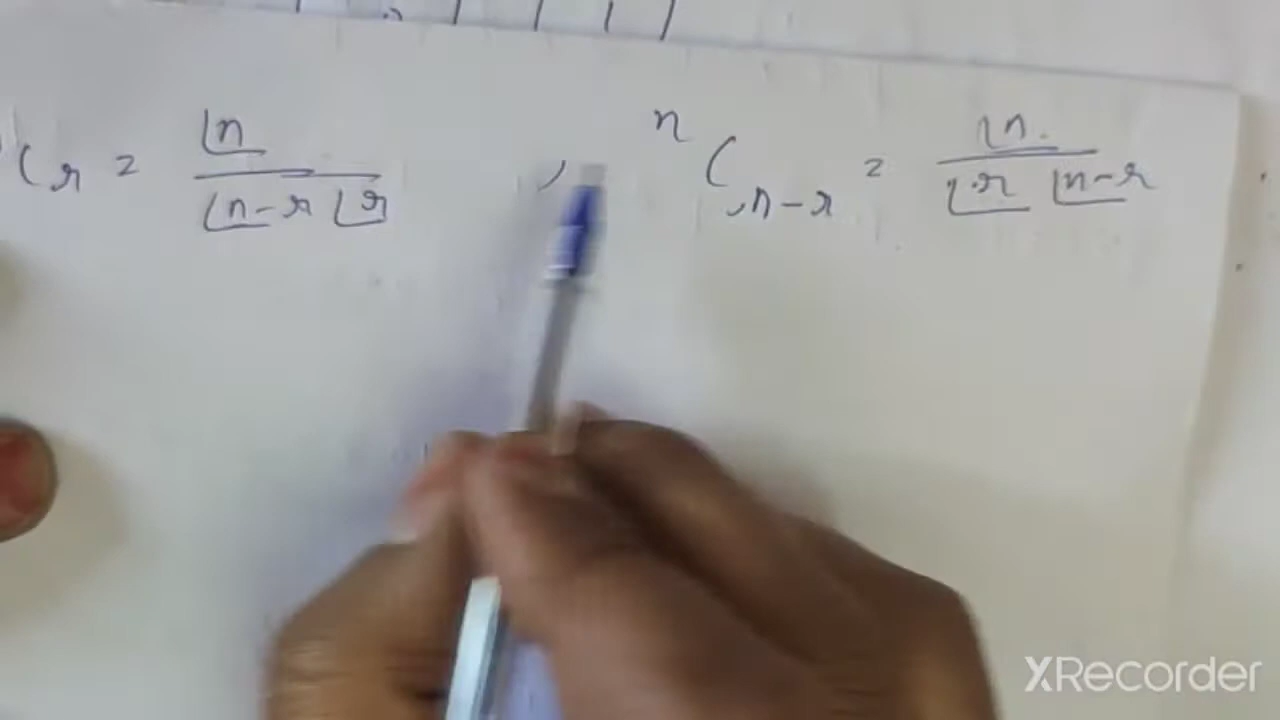 ⁿCᵣ = ⌊n / ⌊n-r ⌊r , ⁿCₙ₋ᵣ = ⌊n / ⌊r ⌊n-r
XRecorder